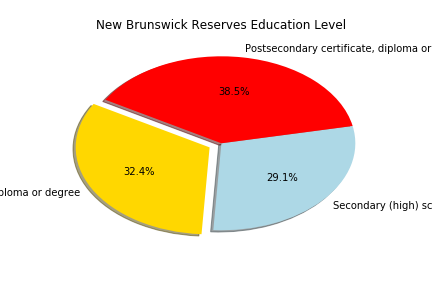 New Brunswick Reserves Education Level
Postsecondary certificate, diploma or
38.5%
32.4%
29.1%
ploma or degree
Secondary (high) sc